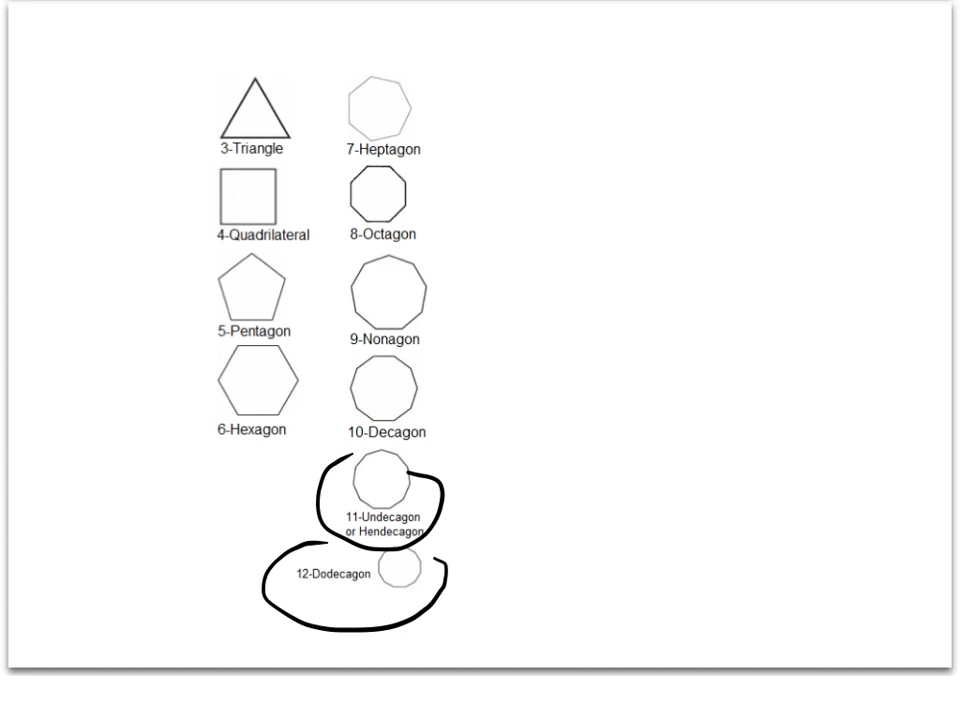 3-Triangle
7-Heptagon
4-Quadrilateral
8-Octagon
5-Pentagon
9-Nonagon
6-Hexagon
10-Decagon
11-Undecagon
or Hendecagon
12-Dodecagon